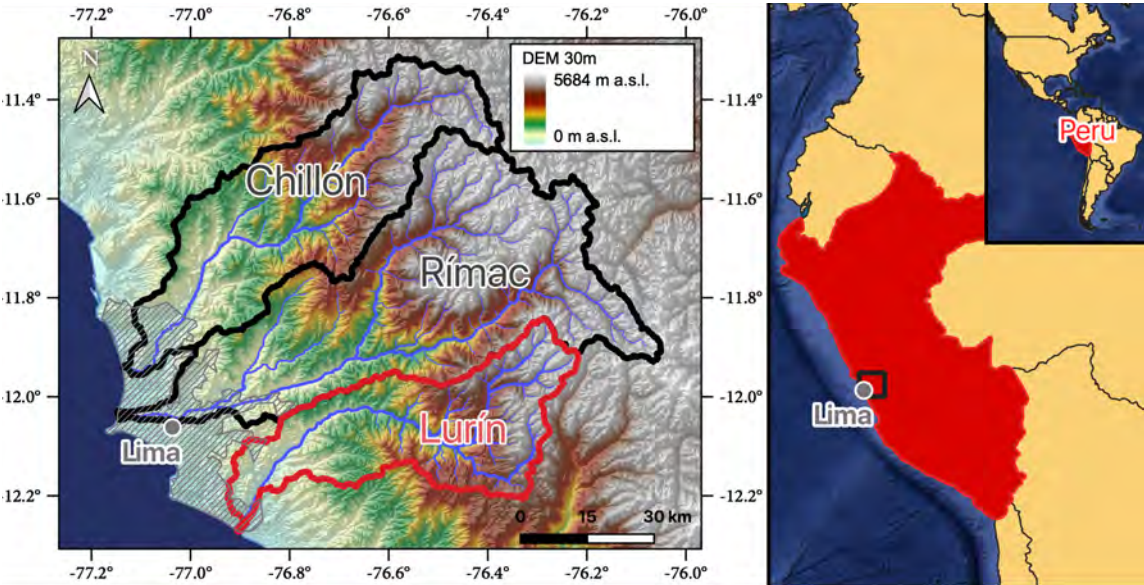 -77.2 -77.0 -76.8 -76.6 -76.4 -76.2 -76.0°
N
DEM 30m
5684 m a.s.l.
0 m a.s.l.
-11.4°
-11.4°
Chillón
-11.6°
-11.6°
Rímac
-11.8°
-11.8°
-12.0°
-12.0°
Lurín
Lima
-12.2°
-12.2°
0 15 30 km
-77.2 -77.0 -76.8 -76.6 -76.4 -76.2 -76.0
Peru
Lima